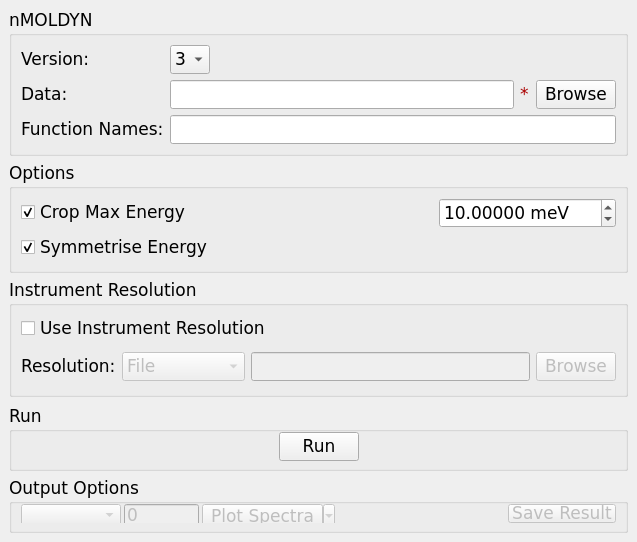 nMOLDYN
Version: 3
Data: * Browse
Function Names:
Options
Crop Max Energy 10.00000 meV
Symmetrise Energy
Instrument Resolution
Use Instrument Resolution
Resolution: File Browse
Run
Run
Output Options
0 Plot Spectra Save Result